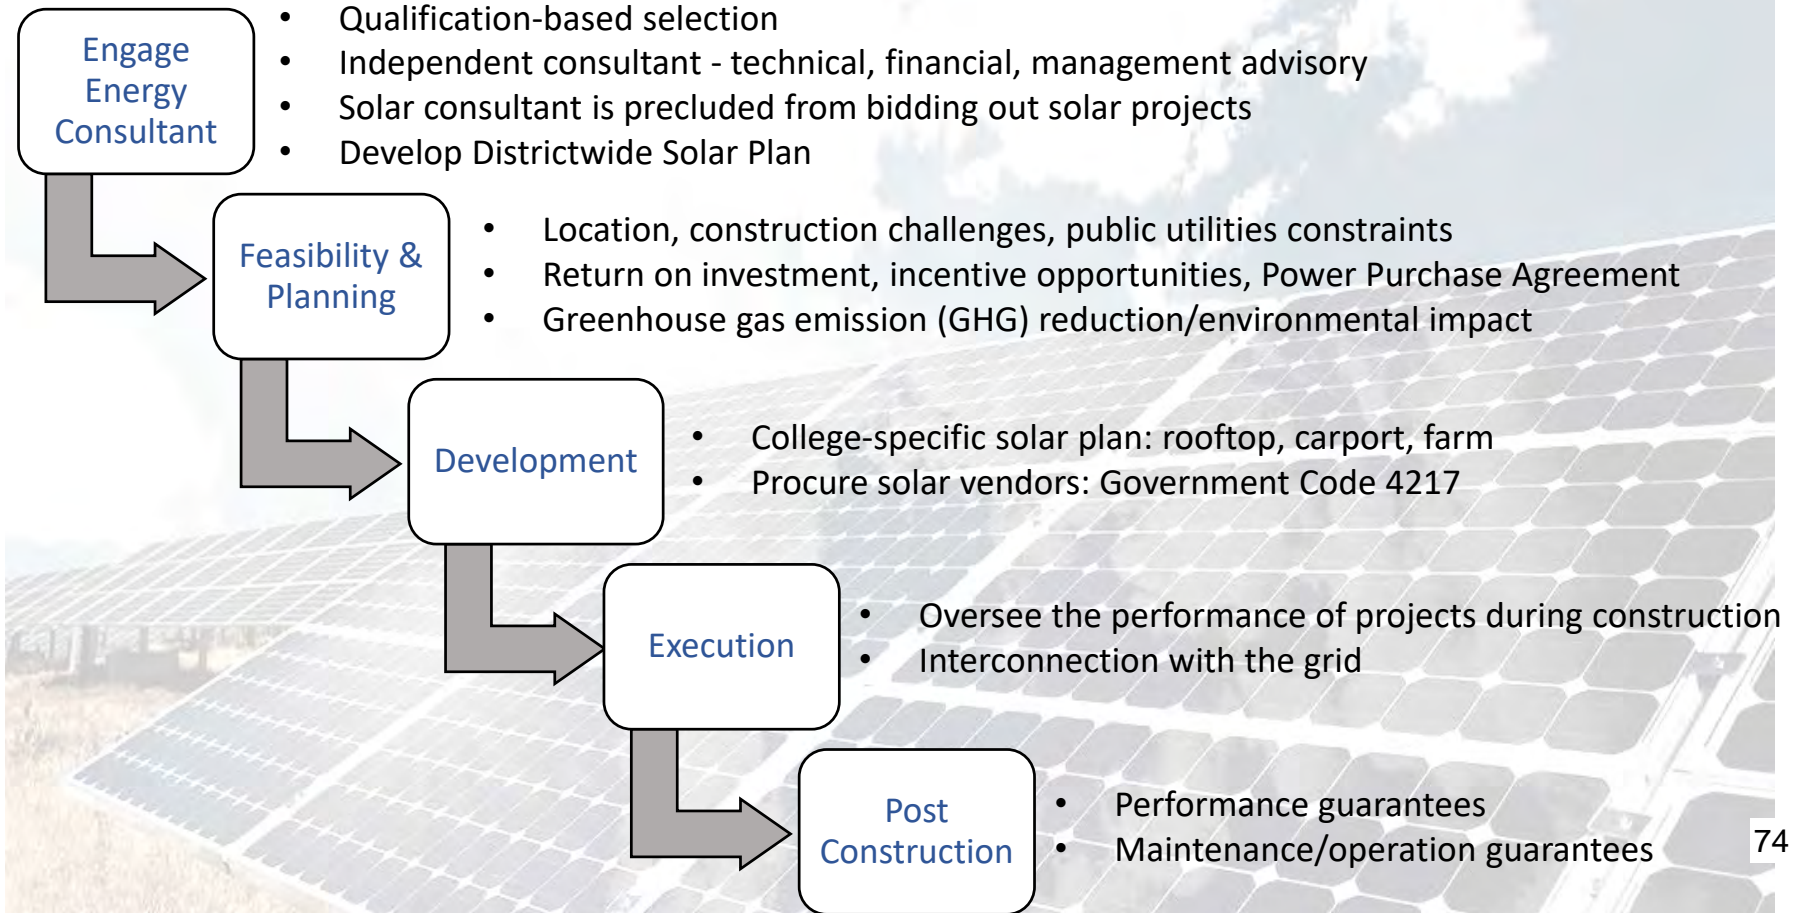 Engage
Energy
Consultant
• Qualification-based selection
• Independent consultant - technical, financial, management advisory
• Solar consultant is precluded from bidding out solar projects
• Develop Districtwide Solar Plan
Feasibility &
Planning
• Location, construction challenges, public utilities constraints
• Return on investment, incentive opportunities, Power Purchase Agreement
• Greenhouse gas emission (GHG) reduction/environmental impact
Development
• College-specific solar plan: rooftop, carport, farm
• Procure solar vendors: Government Code 4217
Execution
• Oversee the performance of projects during construction
• Interconnection with the grid
Post
Construction
• Performance guarantees
• Maintenance/operation guarantees
74